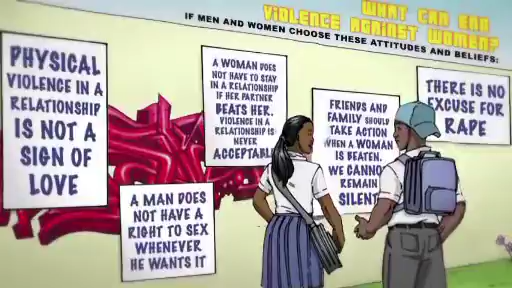 WHAT CAN END
VIOLENCE AGAINST WOMEN?
IF MEN AND WOMEN CHOOSE THESE ATTITUDES AND BELIEFS:
PHYSICAL
VIOLENCE IN A
RELATIONSHIP
IS NOT A
SIGN OF
LOVE
A MAN DOES
NOT HAVE A
RIGHT TO SEX
WHENEVER
HE WANTS IT
A WOMAN DOES
NOT HAVE TO STAY
IN A RELATIONSHIP
IF HER PARTNER
BEATS HER.
VIOLENCE IN
RELATIONSHIP IS
NEVER
ACCEPTABLE
FRIENDS AND
FAMILY SHOULD
TAKE ACTION
WHEN A WOMAN
IS BEATEN.
WE CANNO
REMAIN
SILENT
THERE IS NO
EXCUSE FOR
RAPE